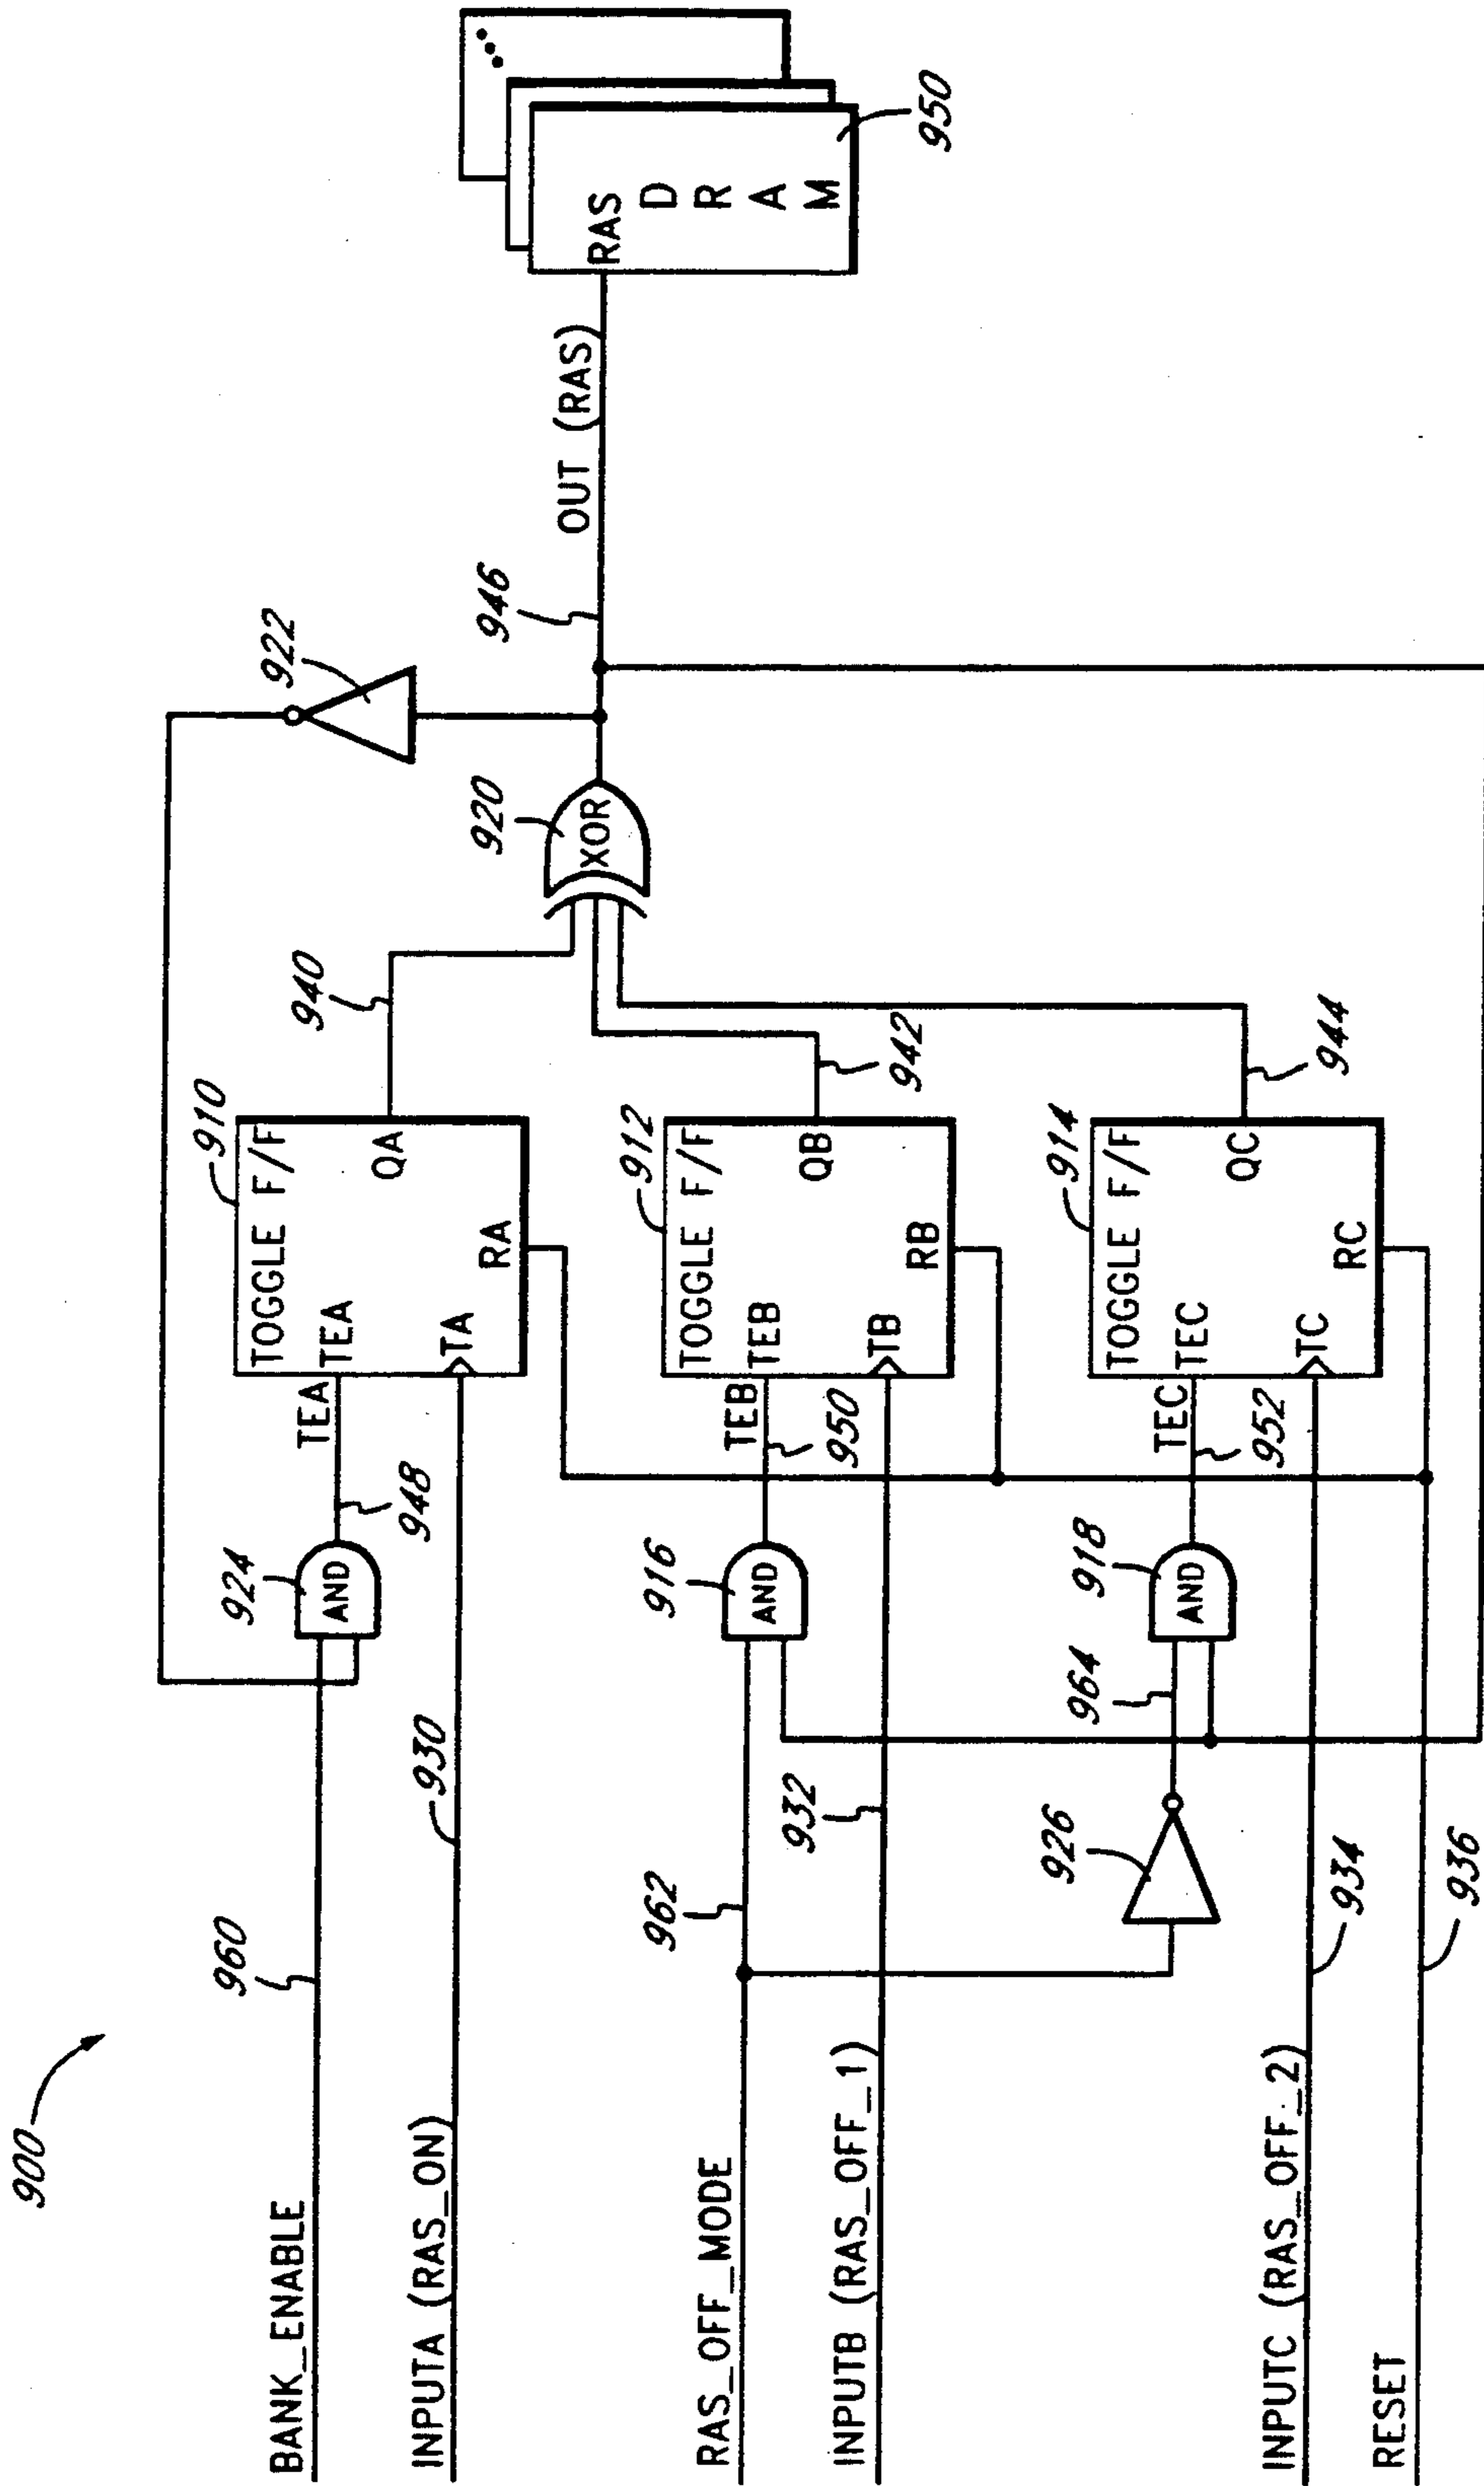 900
BANK_ENABLE
960
INPUTA (RAS_ON)
930
924
AND
948
TEA
TOGGLE F/F
910
TEA
TA
QA
RA
940
922
920
XOR
946
OUT (RAS)
RAS
D
R
A
M
950
RAS_OFF_MODE
962
INPUTB (RAS_OFF_1)
932
916
AND
950
TEB
TOGGLE F/F
912
TEB
TB
QB
RB
942
926
964
918
AND
952
TEC
TOGGLE F/F
914
TEC
TC
QC
RC
944
INPUTC (RAS_OFF_2)
934
RESET
936